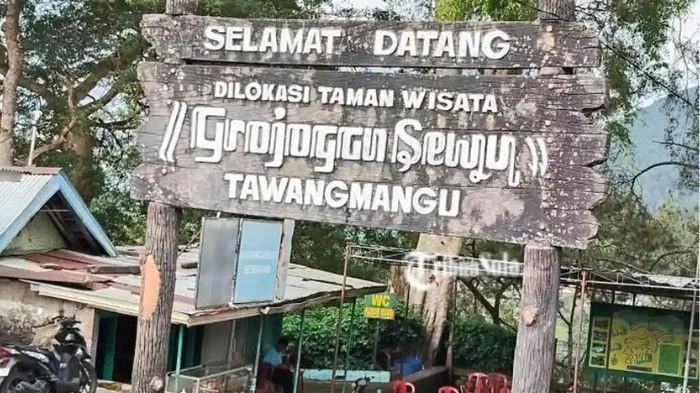 SELAMAT DATANG
DILOKASI TAMAN WISATA
"Grojogan Sewu"
TAWANGMANGU
WC